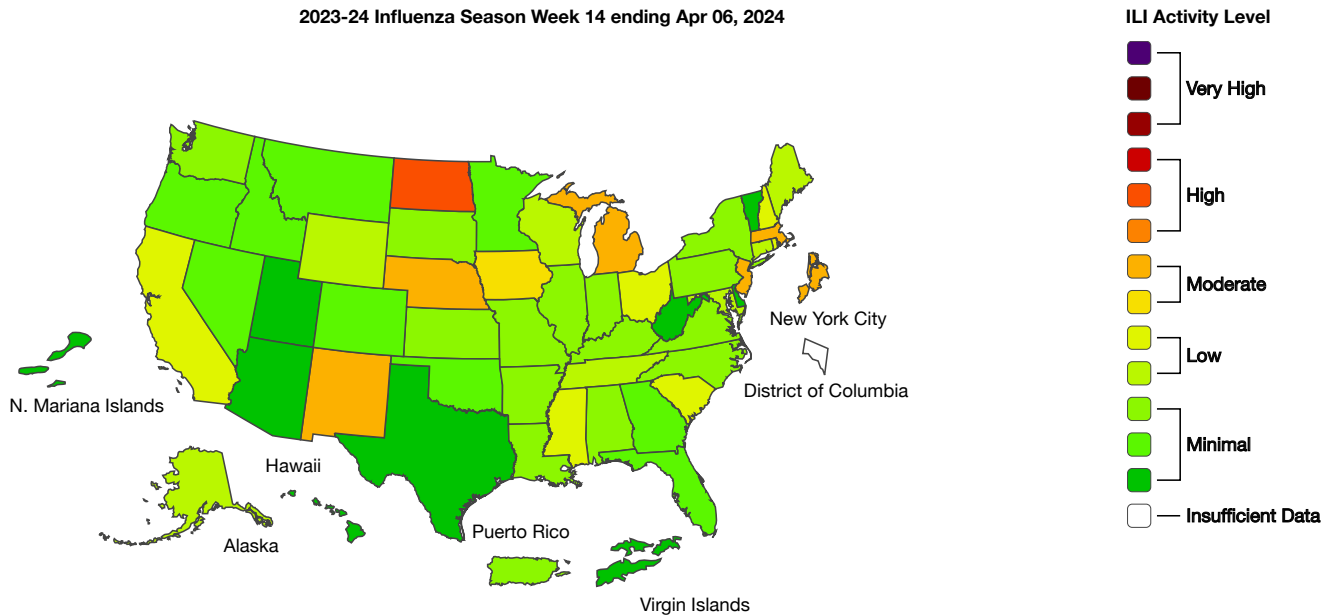 2023-24 Influenza Season Week 14 ending Apr 06, 2024
ILI Activity Level
Very High
High
Moderate
Low
Minimal
Insufficient Data
New York City
District of Columbia
N. Mariana Islands
Hawaii
Alaska
Puerto Rico
Virgin Islands